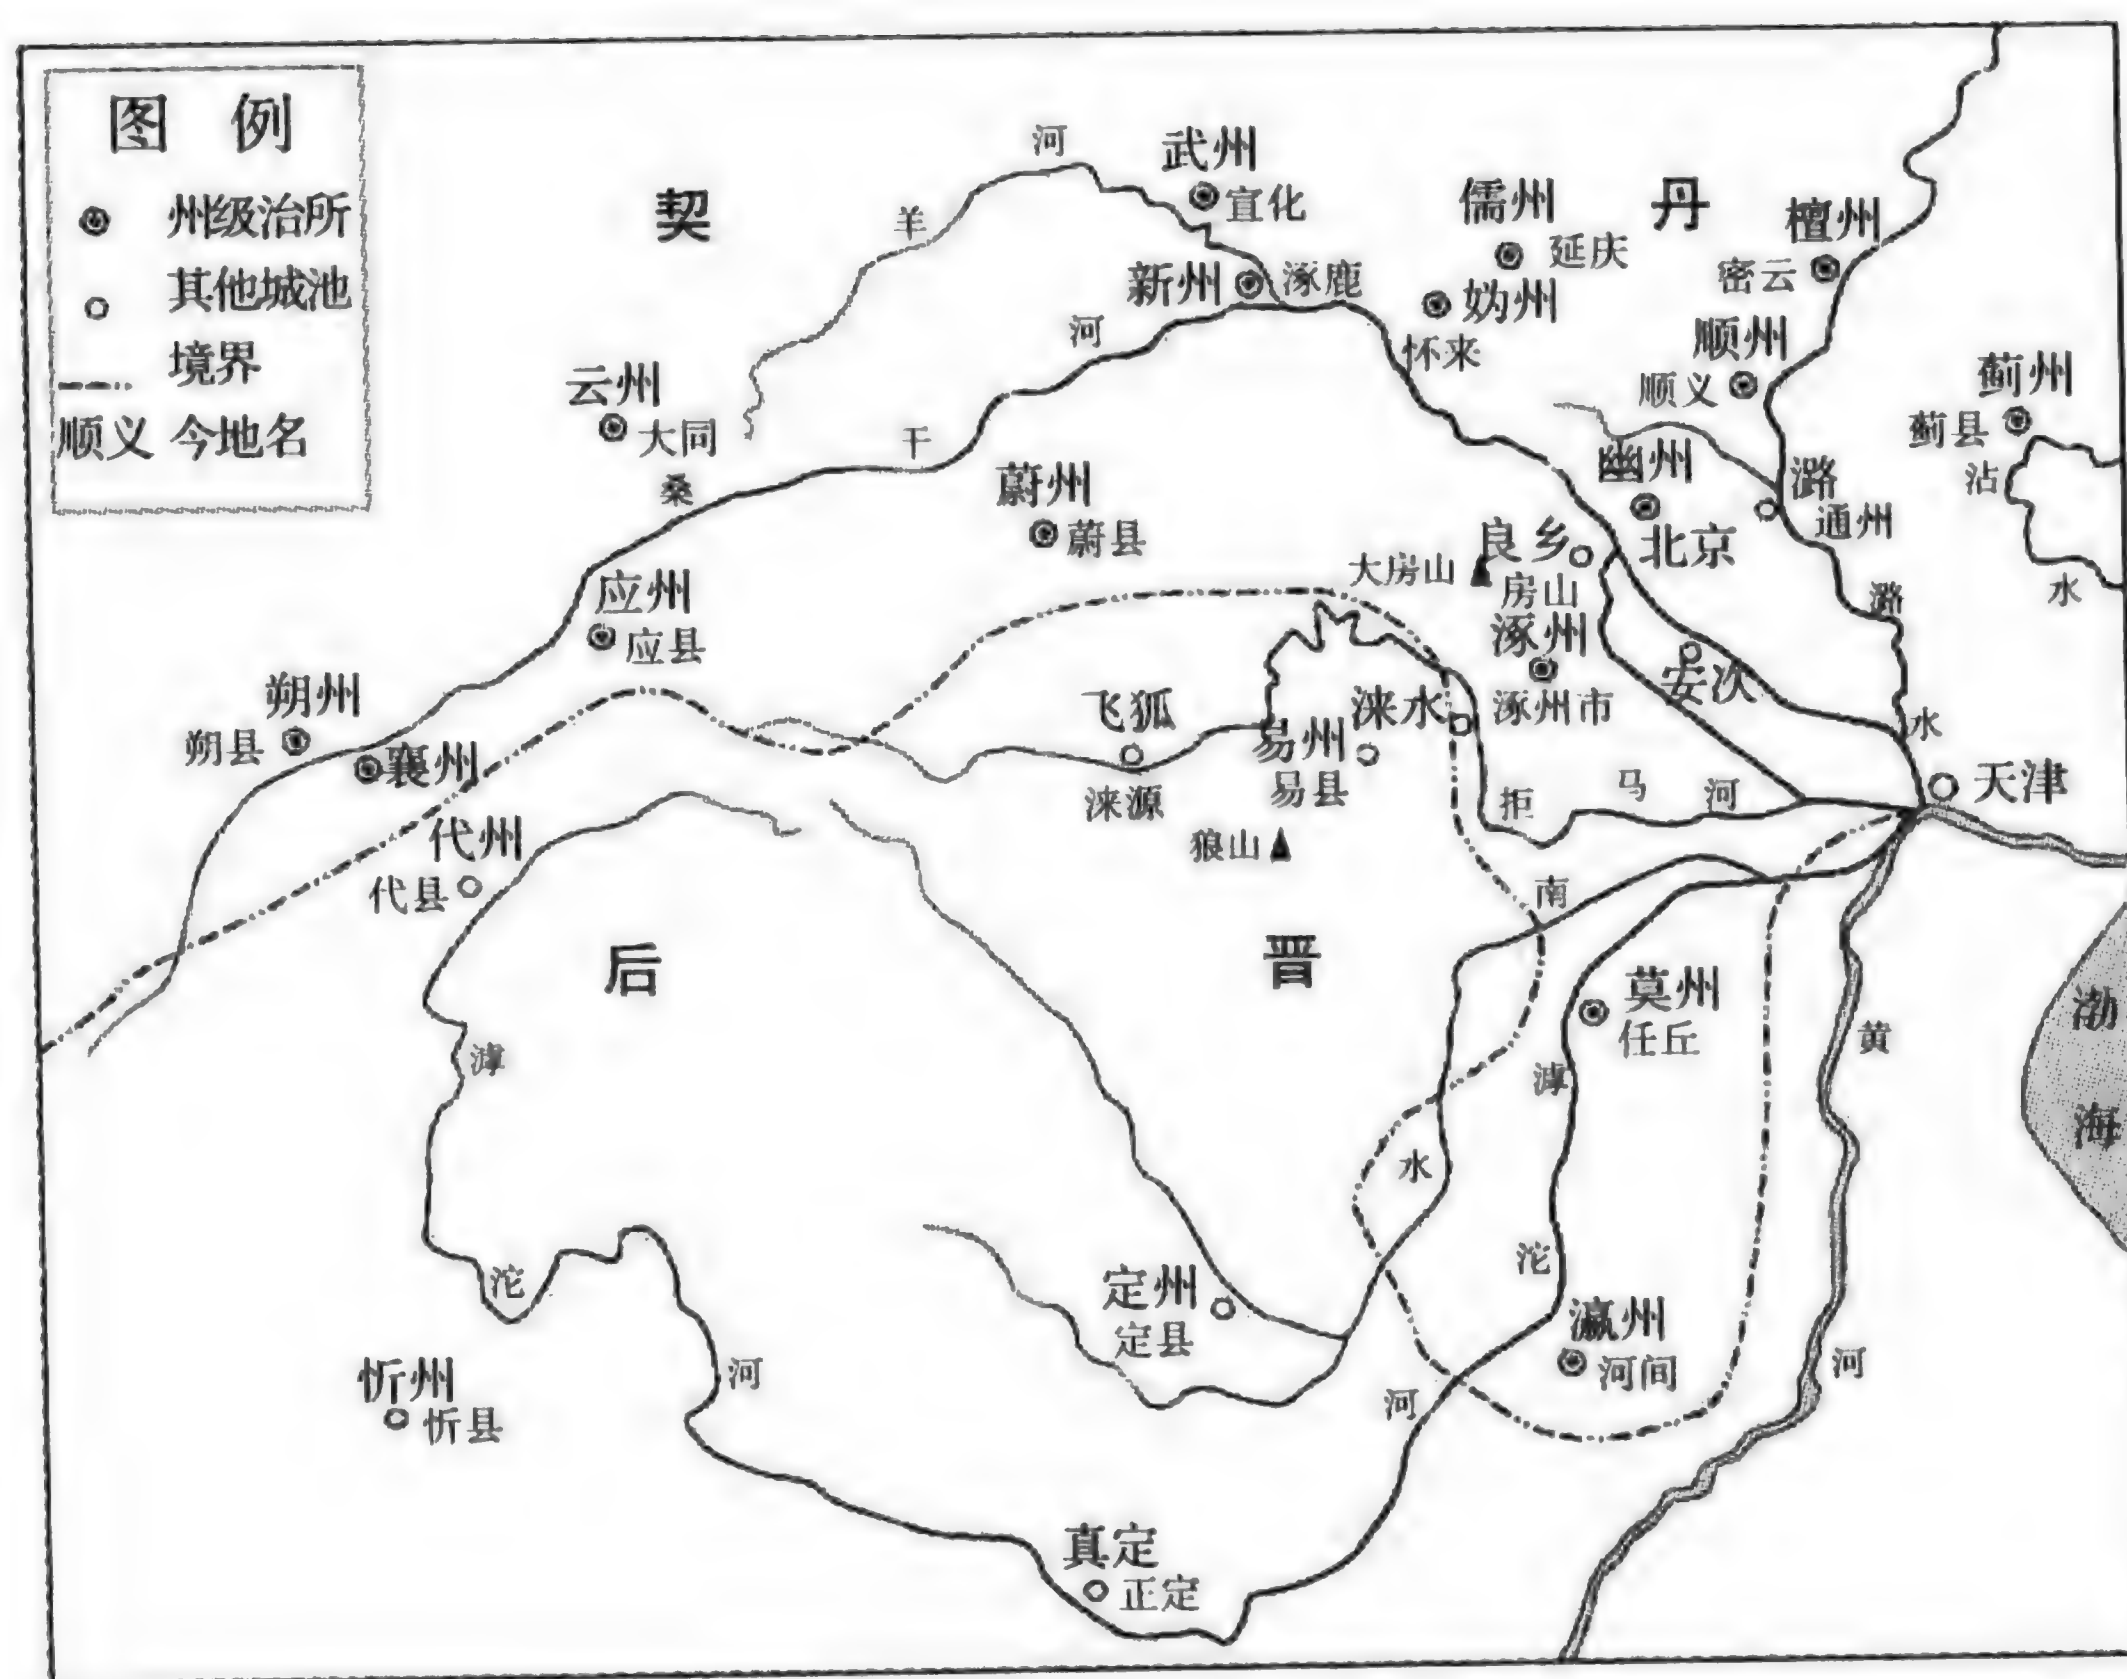 图 例
州级治所
其他城池
境界
顺义 今地名
契
丹
河
羊
武州
宣化
儒州
延庆
檀州
密云
新州
涿鹿
妫州
怀来
顺州
顺义
蓟州
蓟县
沽
水
云州
大同
河
干
桑
蔚州
蔚县
幽州
北京
潞
通州
良乡
房山
大房山
潞
水
应州
应县
涿州
涿州市
安次
朔州
朔县
襄州
飞狐
涞源
涞水
易州
易县
狼山
拒
马
河
天津
代州
代县
后
晋
南
水
莫州
任丘
滹
沱
河
黄
河
渤
海
滹
沱
河
定州
定县
瀛州
河间
忻州
忻县
真定
正定